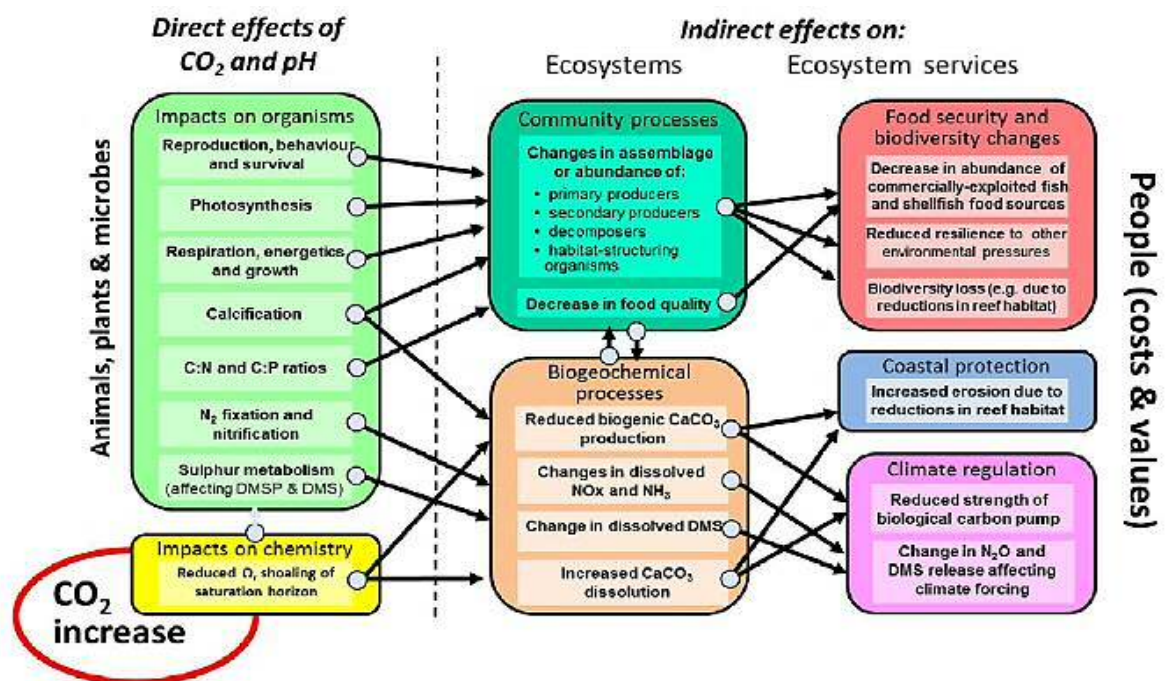 Direct effects of
CO₂ and pH
Indirect effects on:
Ecosystems
Ecosystem services
Animals, plants & microbes
Impacts on organisms
Reproduction, behaviour
and survival
Photosynthesis
Respiration, energetics
and growth
Calcification
C:N and C:P ratios
N₂ fixation and
nitrification
Sulphur metabolism
(affecting DMSP & DMS)
Impacts on chemistry
Reduced Ω, shoaling of
saturation horizon
CO₂
increase
Community processes
Changes in assemblage
or abundance of:
• primary producers
• secondary producers
• decomposers
• habitat-structuring
organisms
Decrease in food quality
Biogeochemical
processes
Reduced biogenic CaCO₃
production
Changes in dissolved
NOx and NH₃
Change in dissolved DMS
Increased CaCO₃
dissolution
Food security and
biodiversity changes
Decrease in abundance of
commercially-exploited fish
and shellfish food sources
Reduced resilience to other
environmental pressures
Biodiversity loss (e.g. due to
reductions in reef habitat)
Coastal protection
Increased erosion due to
reductions in reef habitat
Climate regulation
Reduced strength of
biological carbon pump
Change in N₂O and
DMS release affecting
climate forcing
People (costs & values)